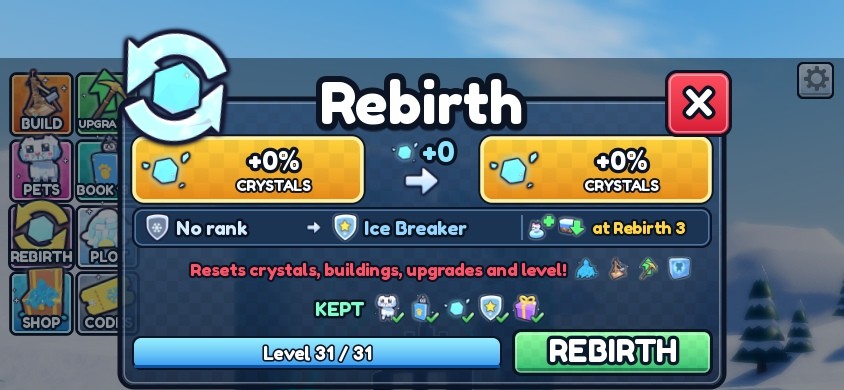 Rebirth
BUILD
UPGRA
+0% CRYSTALS
+0
+0% CRYSTALS
PETS
BOOK
No rank
Ice Breaker
at Rebirth 3
REBIRTH
PLO
Resets crystals, buildings, upgrades and level!
KEPT
SHOP
CODES
Level 31 / 31
REBIRTH